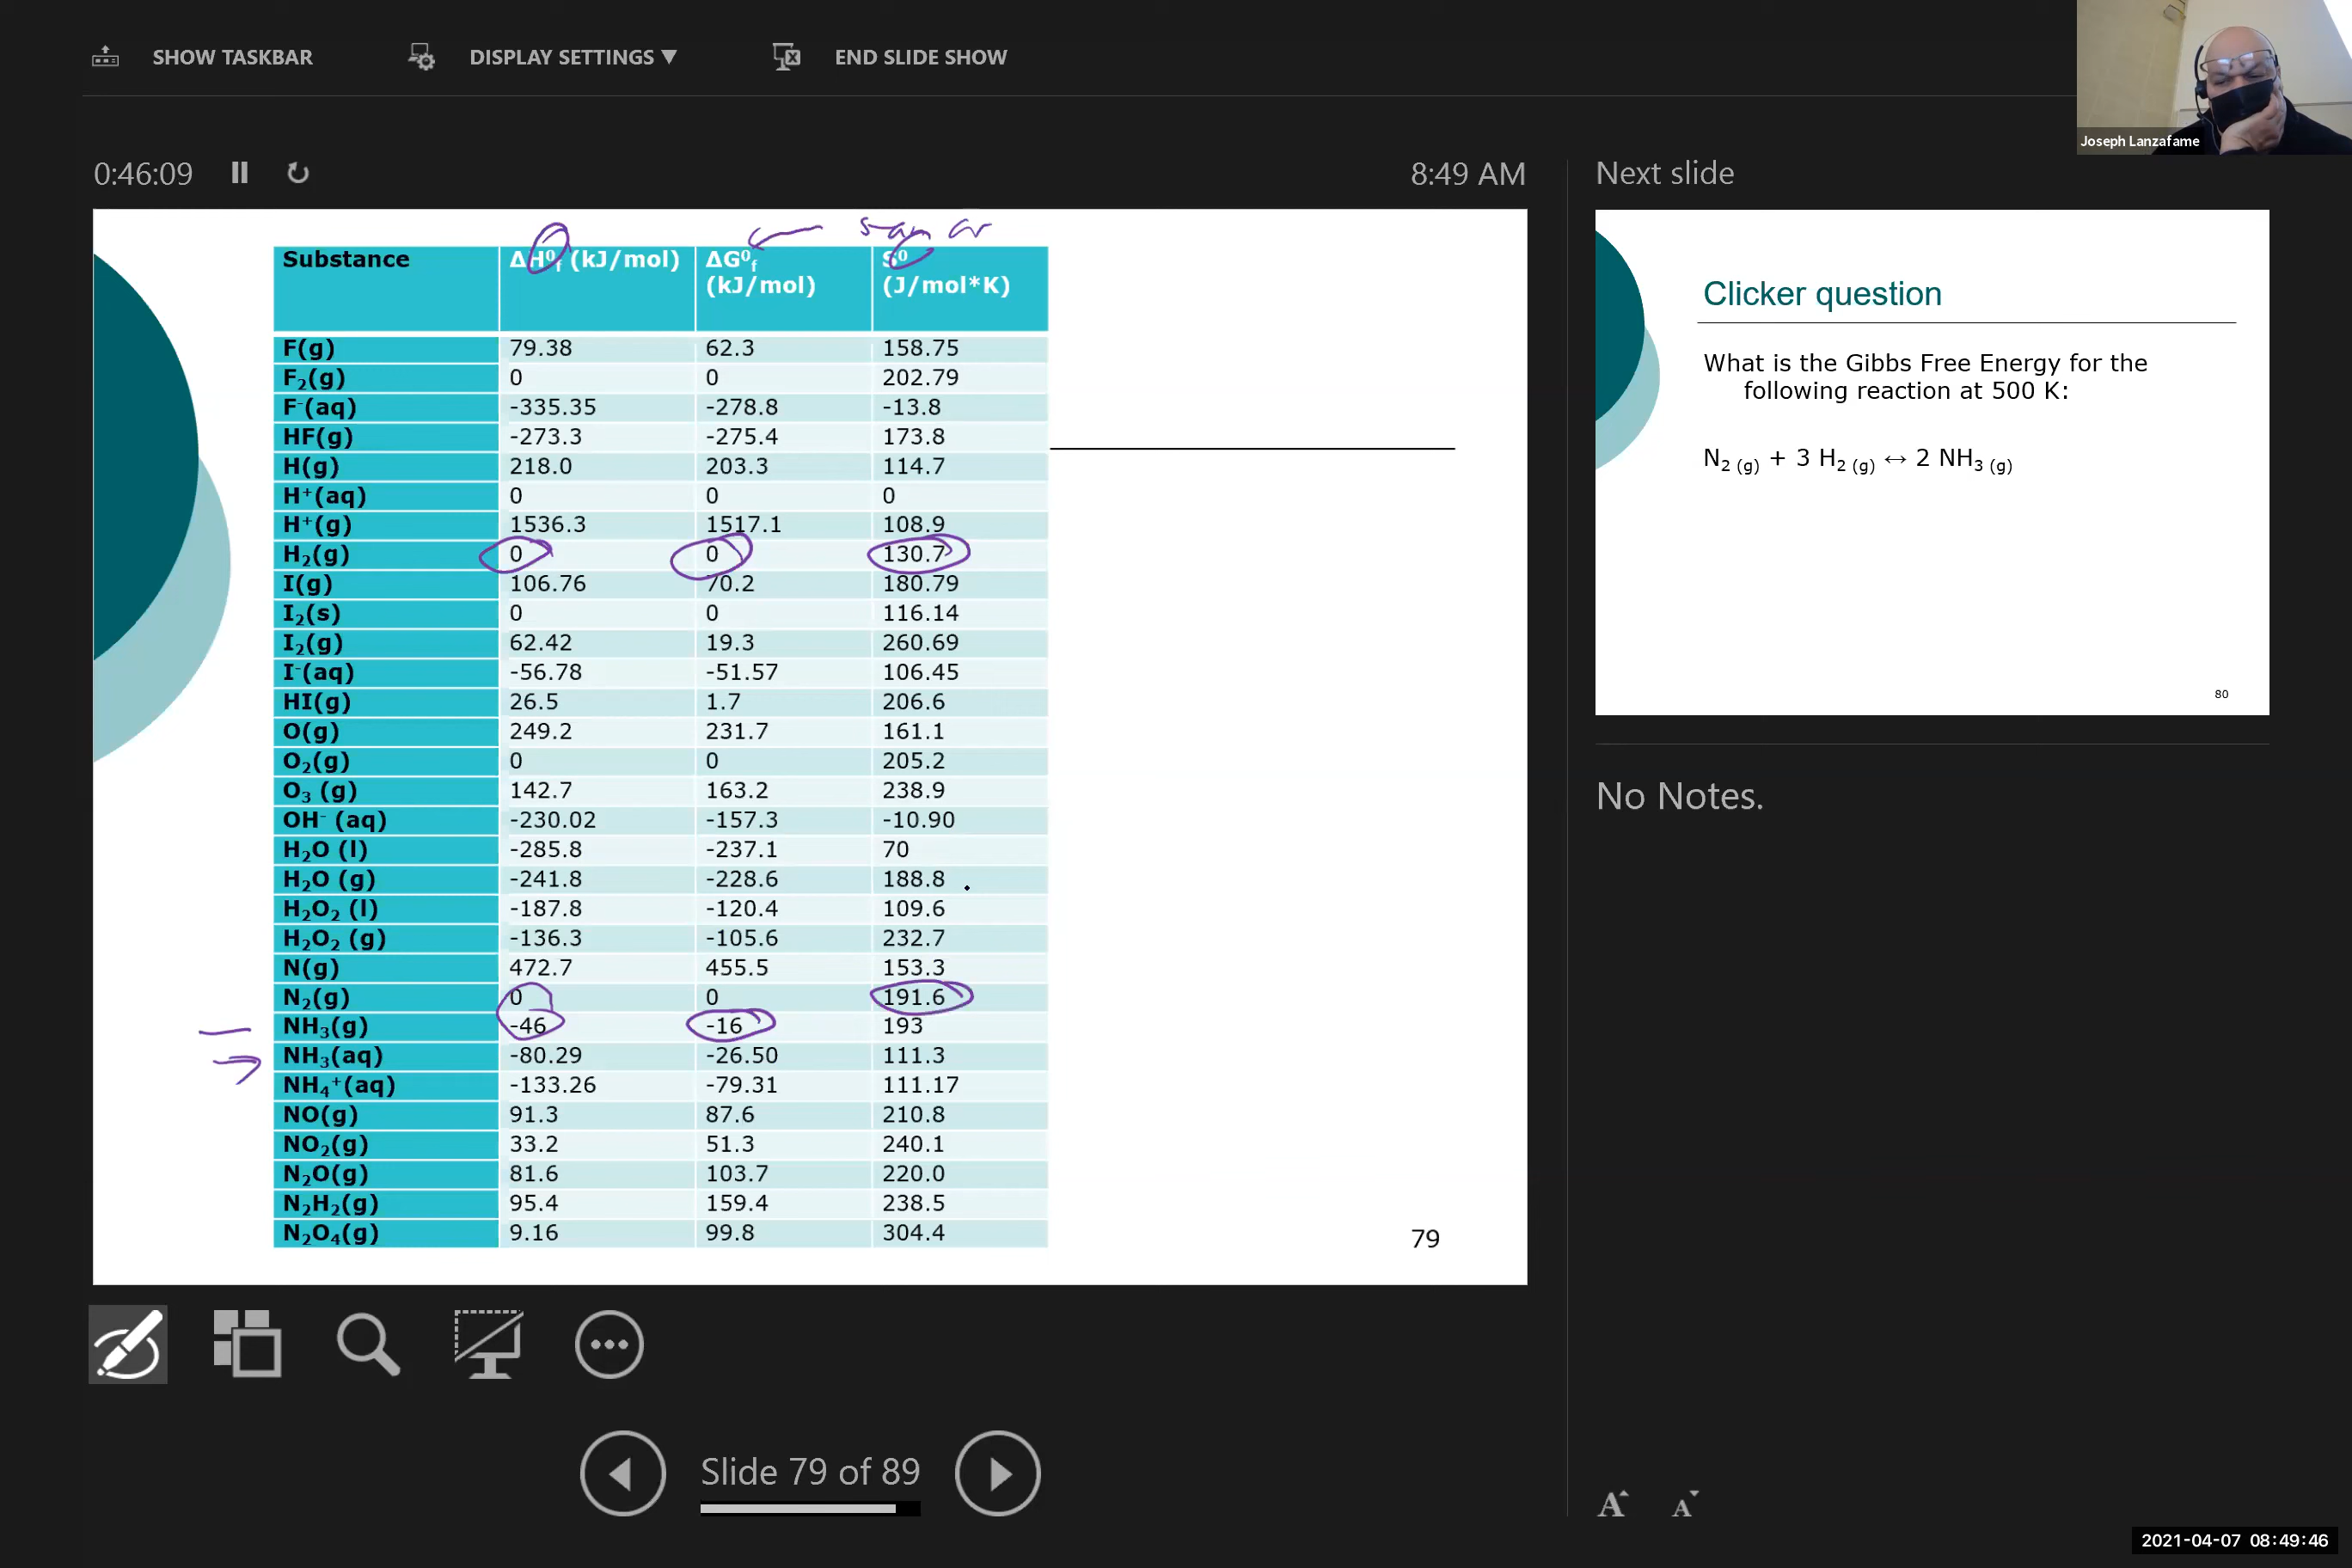 SHOW TASKBAR DISPLAY SETTINGS ▼ END SLIDE SHOW
Joseph Lanzafame
0:46:09 8:49 AM
Substance ΔH⁰f (kJ/mol) ΔG⁰f (kJ/mol) S⁰ (J/mol*K)
F(g) 79.38 62.3 158.75
F₂(g) 0 0 202.79
F⁻(aq) -335.35 -278.8 -13.8
HF(g) -273.3 -275.4 173.8
H(g) 218.0 203.3 114.7
H⁺(aq) 0 0 0
H⁺(g) 1536.3 1517.1 108.9
H₂(g) 0 0 130.7
I(g) 106.76 70.2 180.79
I₂(s) 0 0 116.14
I₂(g) 62.42 19.3 260.69
I⁻(aq) -56.78 -51.57 106.45
HI(g) 26.5 1.7 206.6
O(g) 249.2 231.7 161.1
O₂(g) 0 0 205.2
O₃ (g) 142.7 163.2 238.9
OH⁻ (aq) -230.02 -157.3 -10.90
H₂O (l) -285.8 -237.1 70
H₂O (g) -241.8 -228.6 188.8
H₂O₂ (l) -187.8 -120.4 109.6
H₂O₂ (g) -136.3 -105.6 232.7
N(g) 472.7 455.5 153.3
N₂(g) 0 0 191.6
NH₃(g) -46 -16 193
NH₃(aq) -80.29 -26.50 111.3
NH₄⁺(aq) -133.26 -79.31 111.17
NO(g) 91.3 87.6 210.8
NO₂(g) 33.2 51.3 240.1
N₂O(g) 81.6 103.7 220.0
N₂H₂(g) 95.4 159.4 238.5
N₂O₄(g) 9.16 99.8 304.4
79
Slide 79 of 89
Next slide
Clicker question
What is the Gibbs Free Energy for the
following reaction at 500 K:
N₂ (g) + 3 H₂ (g) ↔ 2 NH₃ (g)
80
No Notes.
A A
2021-04-07 08:49:46